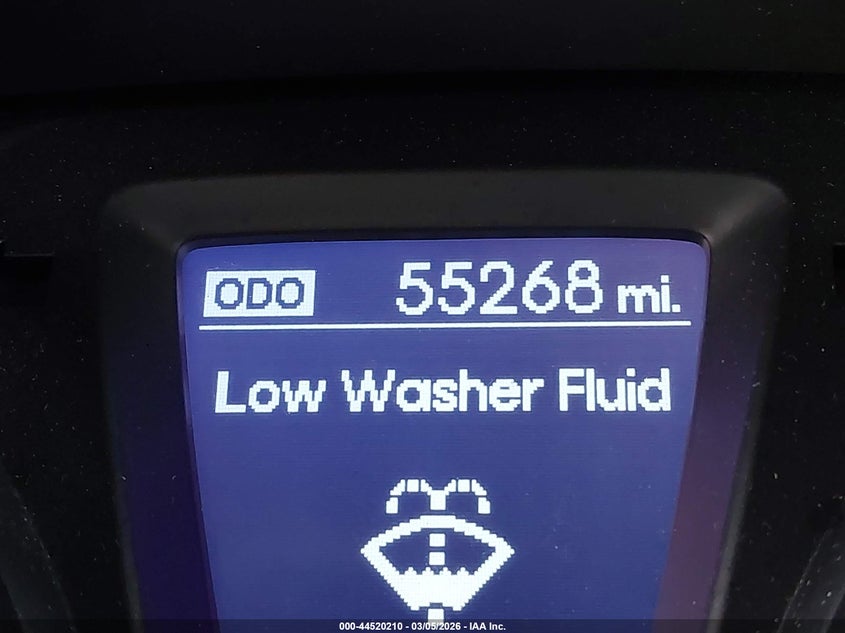 ODO 55268 mi.
Low Washer Fluid
000-44520210 - 03/05/2026 - IAA Inc.